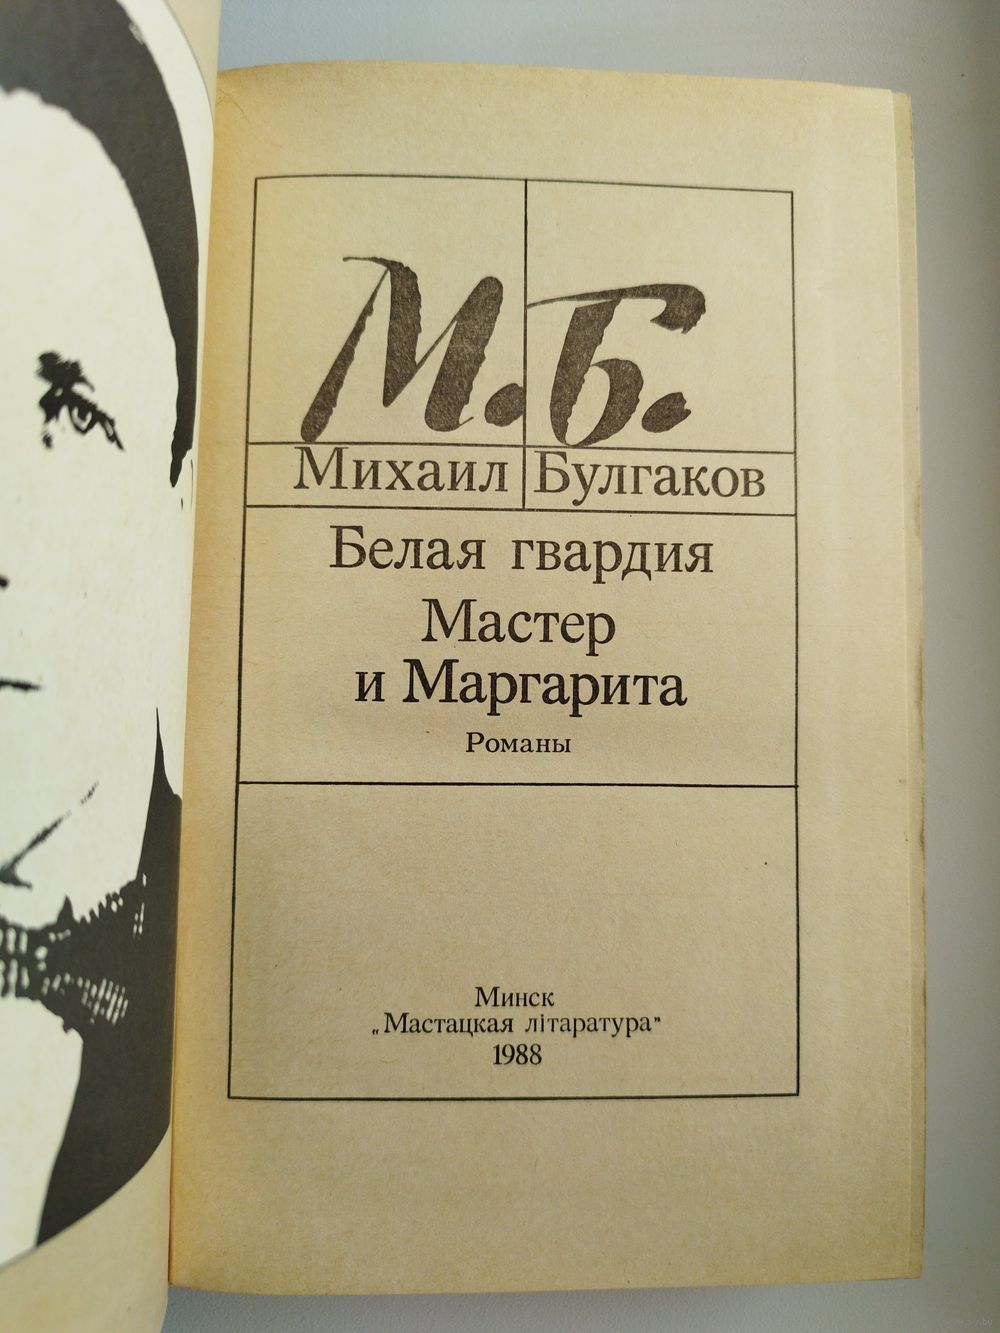 М. Б.
Михаил Булгаков
Белая гвардия
Мастер
и Маргарита
Романы
Минск
„Мастацкая літаратура”
1988